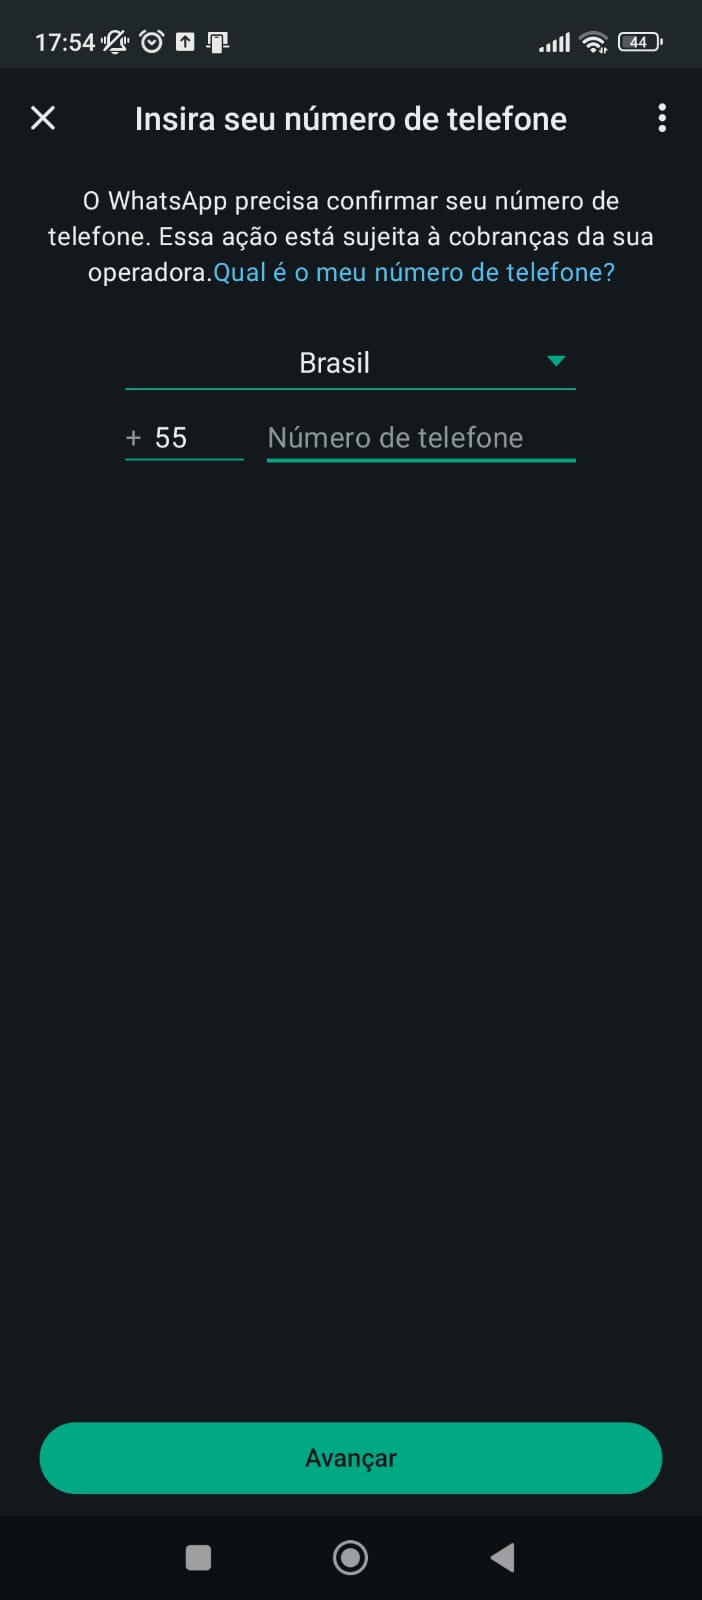 17:54
44
Insira seu número de telefone
O WhatsApp precisa confirmar seu número de
telefone. Essa ação está sujeita à cobranças da sua
operadora.Qual é o meu número de telefone?
Brasil
+ 55 Número de telefone
Avançar